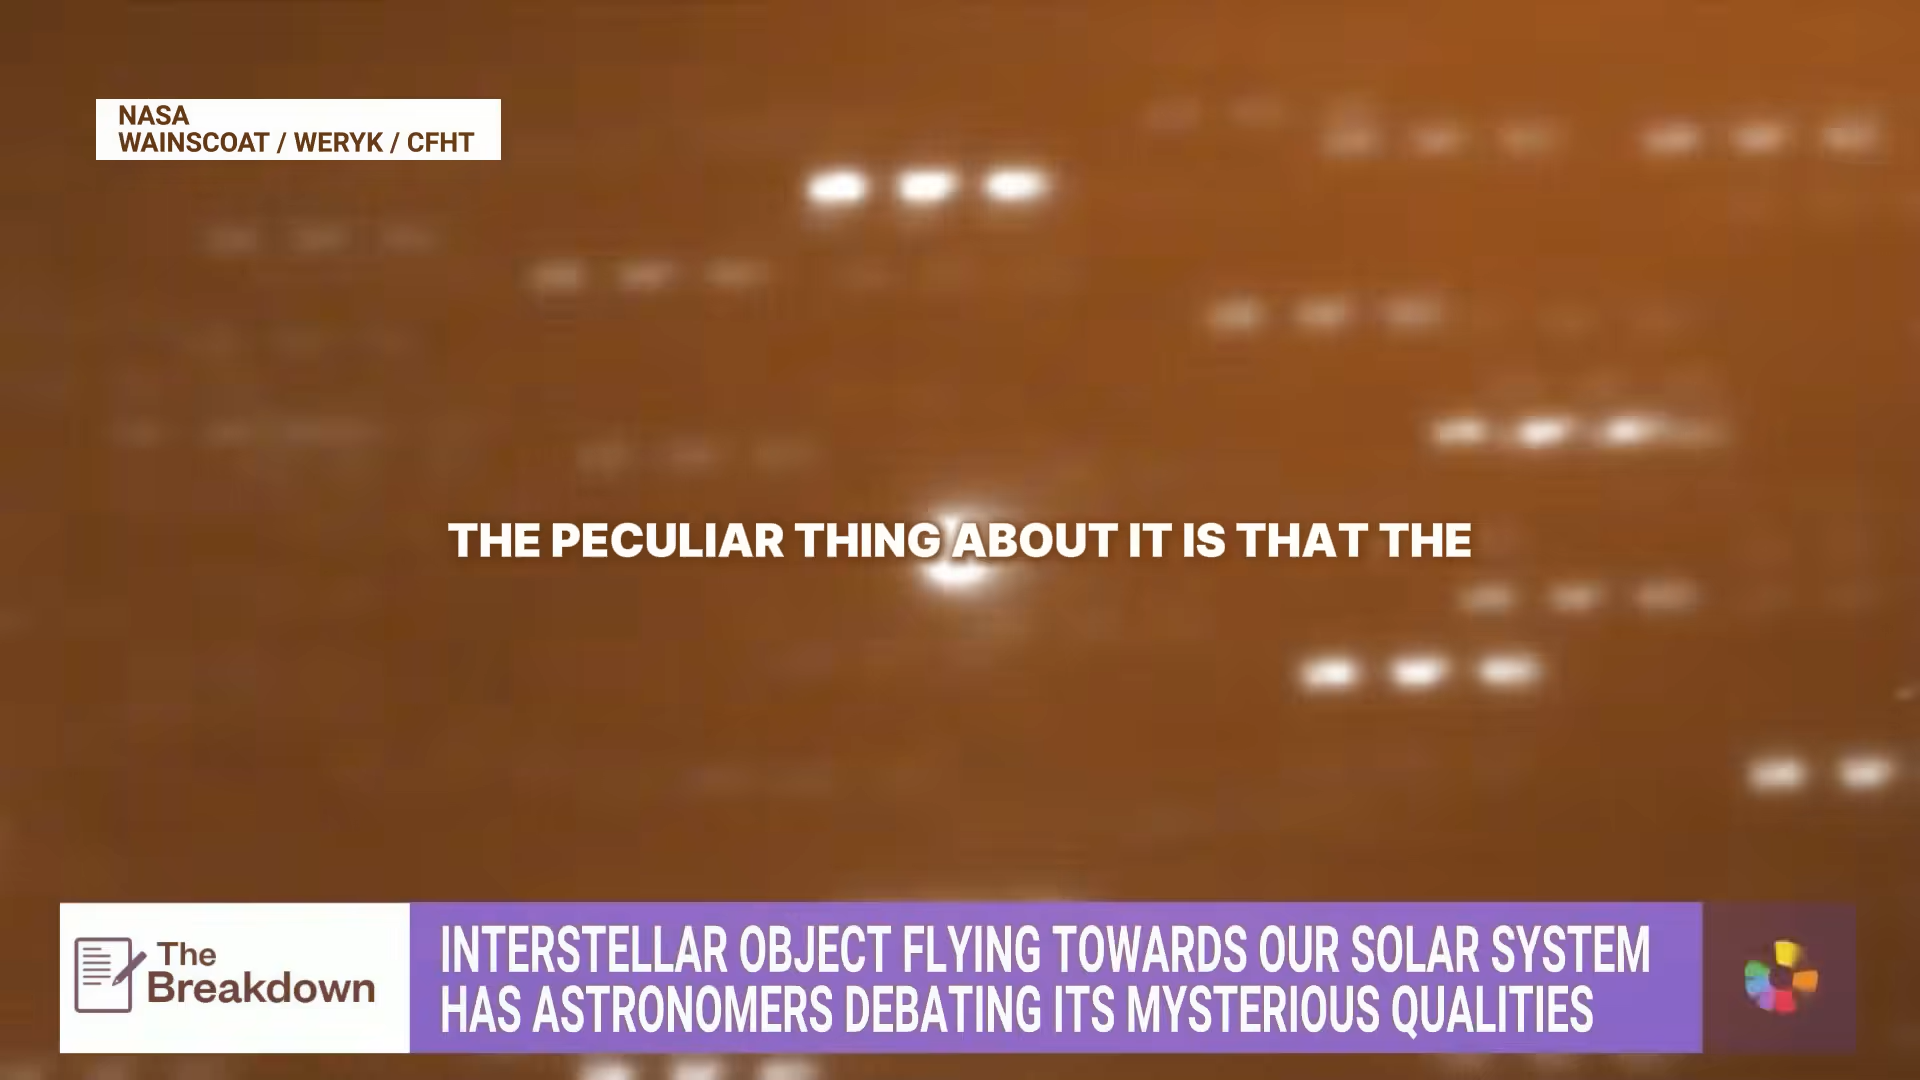 NASA
WAINSCOAT / WERYK / CFHT
THE PECULIAR THING ABOUT IT IS THAT THE
The
Breakdown
INTERSTELLAR OBJECT FLYING TOWARDS OUR SOLAR SYSTEM
HAS ASTRONOMERS DEBATING ITS MYSTERIOUS QUALITIES